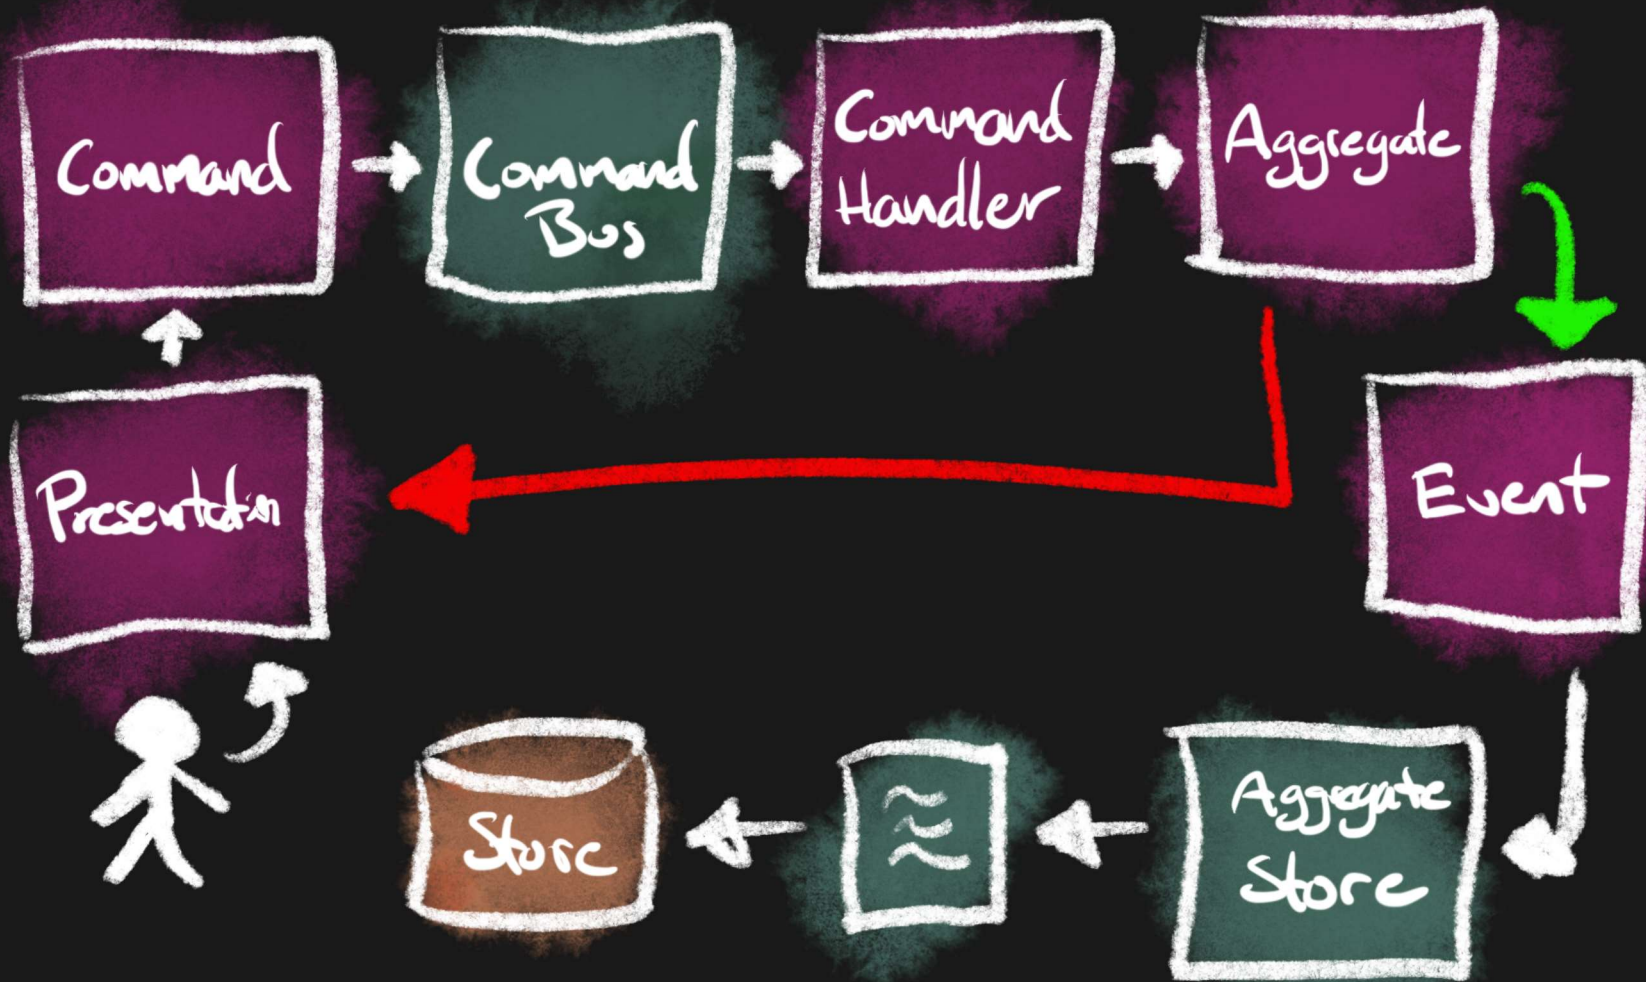 Command
Command
Bus
Command
Handler
Aggregate
Presentation
Event
Store
Aggregate
Store